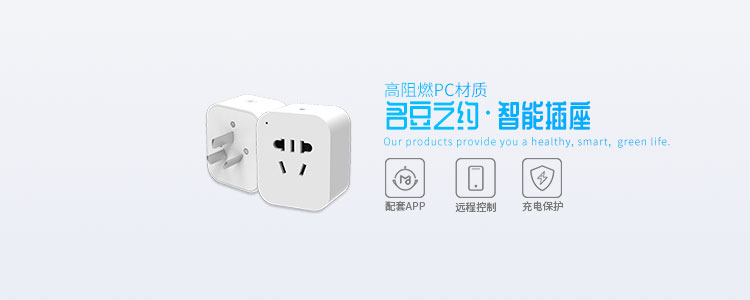 高阻燃PC材质
名豆之约·智能插座
Our products provide you a healthy, smart, green life.
配套APP
远程控制
充电保护